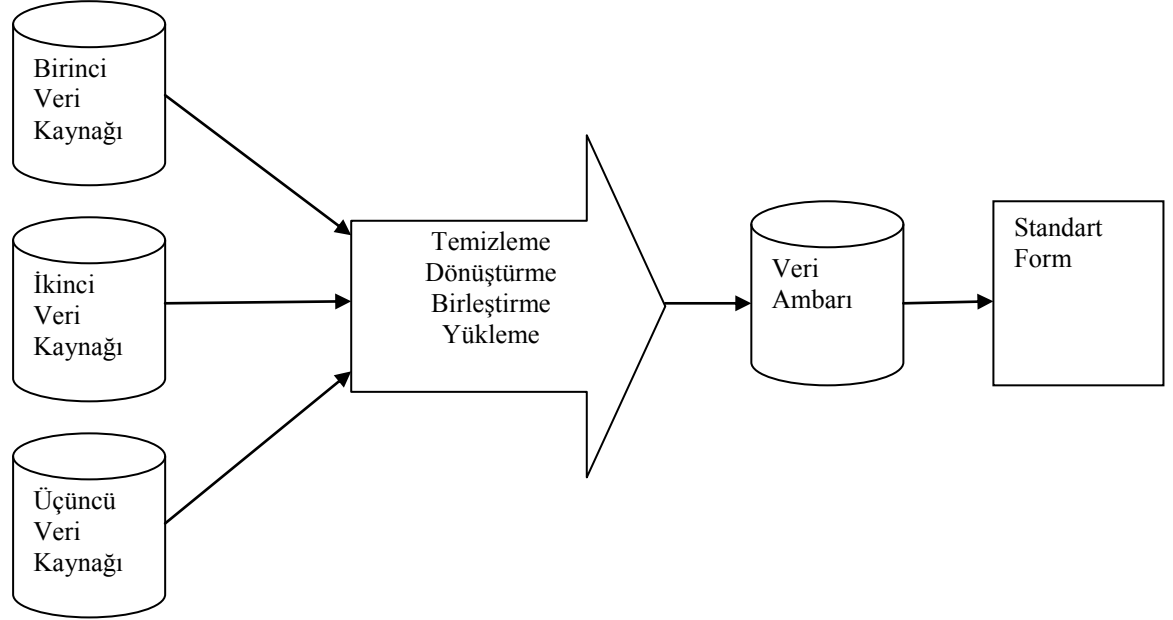 Birinci
Veri
Kaynağı
İkinci
Veri
Kaynağı
Üçüncü
Veri
Kaynağı
Temizleme
Dönüştürme
Birleştirme
Yükleme
Veri
Ambarı
Standart
Form